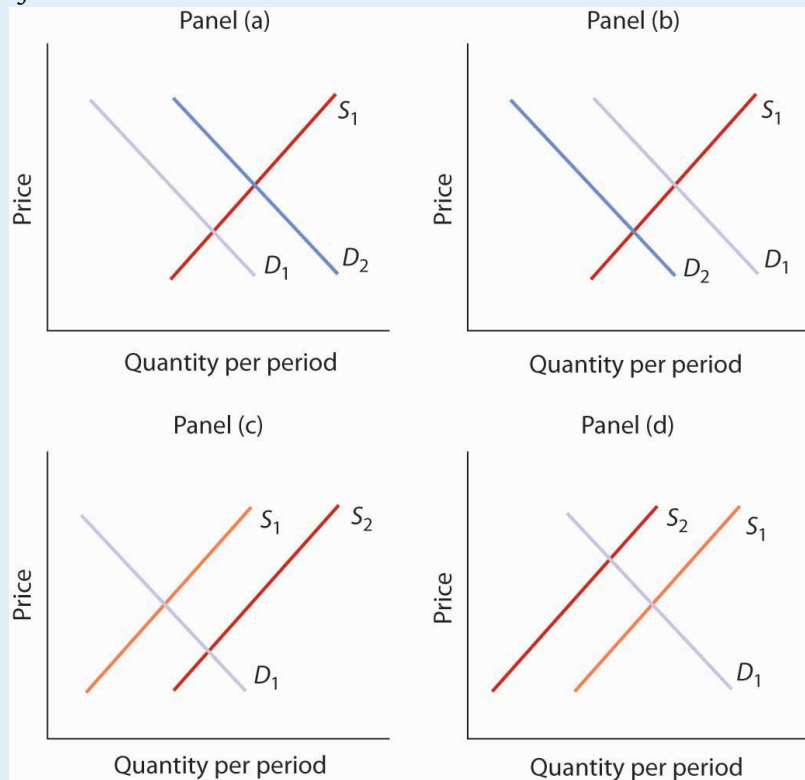 Panel (a)
Price
S1
D1
D2
Quantity per period
Panel (b)
Price
S1
D2
D1
Quantity per period
Panel (c)
Price
S1
S2
D1
Quantity per period
Panel (d)
Price
S2
S1
D1
Quantity per period